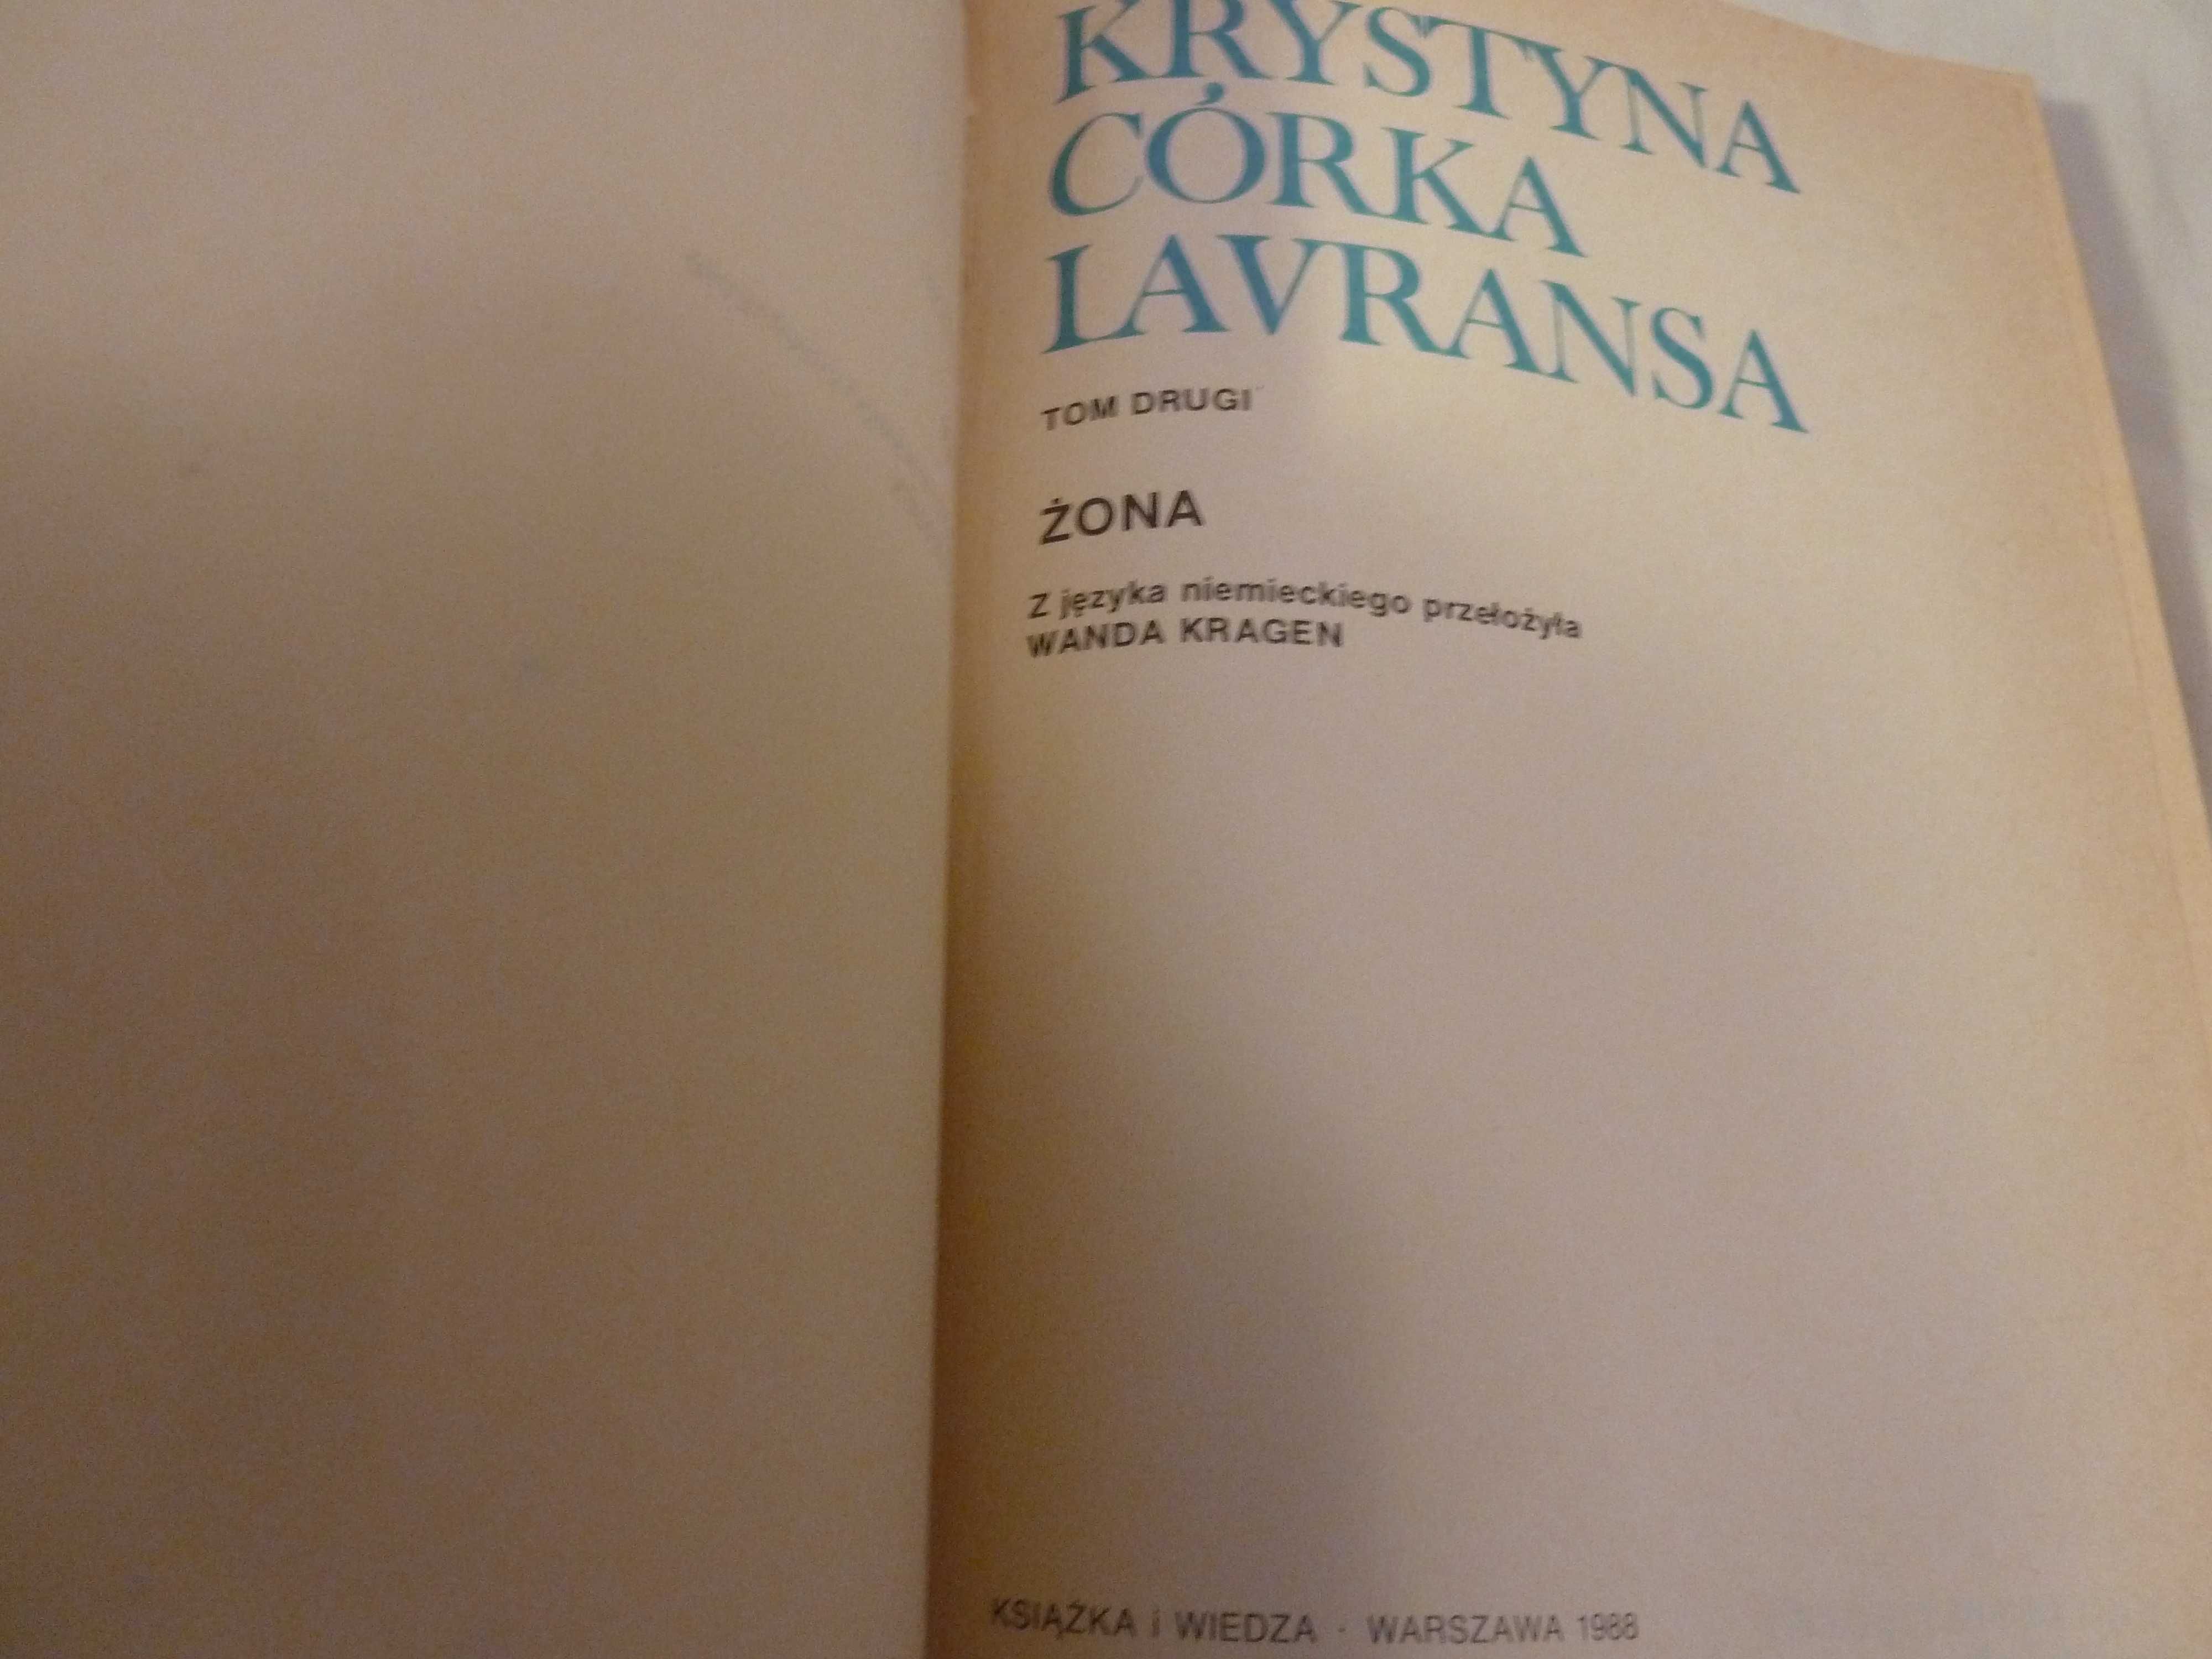 KRYSTYNA
CÓRKA
LAVRANSA
TOM DRUGI
ŻONA
Z języka niemieckiego przełożyła
WANDA KRAGEN
KSIĄŻKA i WIEDZA · WARSZAWA 1988